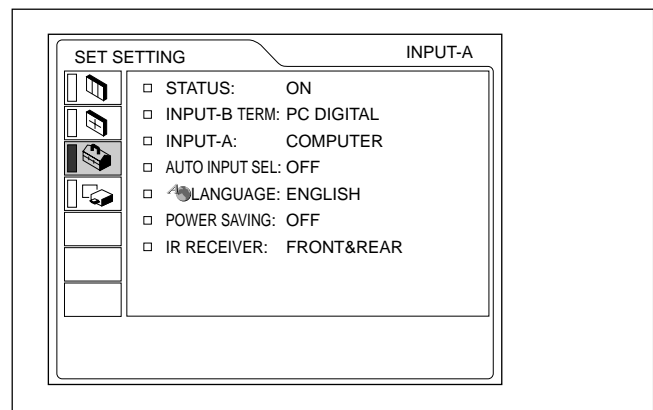 SET SETTING INPUT-A
STATUS: ON
INPUT-B TERM: PC DIGITAL
INPUT-A: COMPUTER
AUTO INPUT SEL: OFF
LANGUAGE: ENGLISH
POWER SAVING: OFF
IR RECEIVER: FRONT&REAR